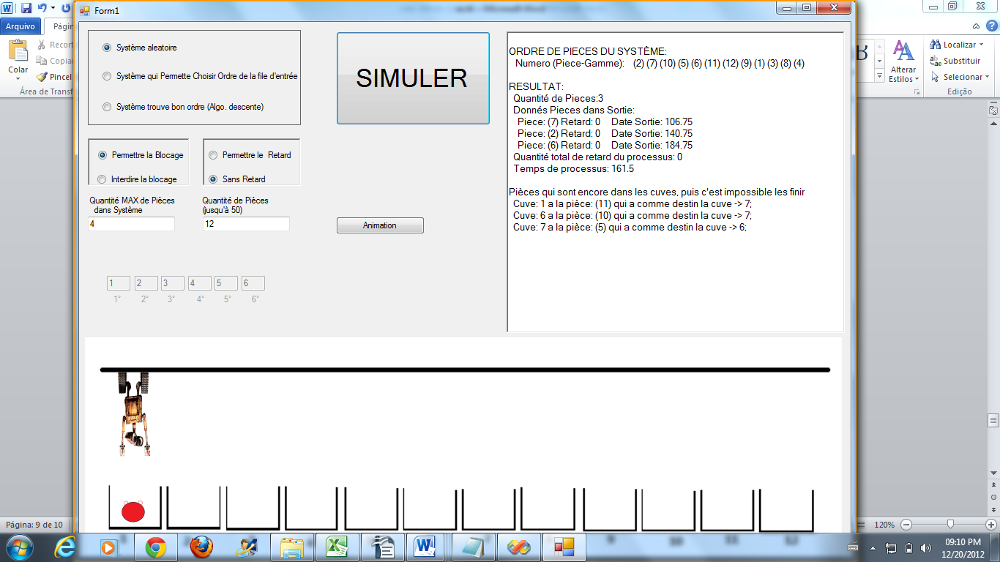 Form1
Arquivo
Págin
Colar
Recort
Copiar
Pincel
Área de Transf
Système aleatoire
Système qui Permette Choisir Ordre de la file d'entrée
Système trouve bon ordre (Algo. descente)
SIMULER
Permettre la Blocage
Interdire la blocage
Permettre le Retard
Sans Retard
Quantité MAX de Pièces
dans Système
4
Quantité de Pièces
(jusqu'à 50)
12
Animation
1 2 3 4 5 6
1° 2° 3° 4° 5° 6°
ORDRE DE PIECES DU SYSTÈME:
Numero (Piece-Gamme): (2) (7) (10) (5) (6) (11) (12) (9) (1) (3) (8) (4)
RESULTAT:
Quantité de Pieces:3
Donnés Pieces dans Sortie:
Piece: (7) Retard: 0 Date Sortie: 106.75
Piece: (2) Retard: 0 Date Sortie: 140.75
Piece: (6) Retard: 0 Date Sortie: 184.75
Quantité total de retard du processus: 0
Temps de processus: 161.5
Pièces qui sont encore dans les cuves, puis c'est impossible les finir
Cuve: 1 a la pièce: (11) qui a comme destin la cuve -> 7;
Cuve: 6 a la pièce: (10) qui a comme destin la cuve -> 7;
Cuve: 7 a la pièce: (5) qui a comme destin la cuve -> 6;
Alterar
Estilos
Localizar
Substituir
Selecionar
Edição
Página: 9 de 10
120%
9 10 11 12
09:10 PM
12/20/2012